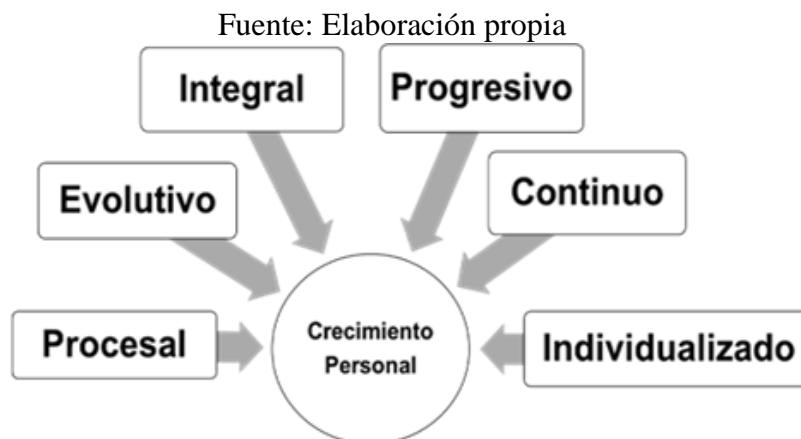 Fuente: Elaboración propia
Integral
Progresivo
Evolutivo
Continuo
Procesal
Crecimiento
Personal
Individualizado